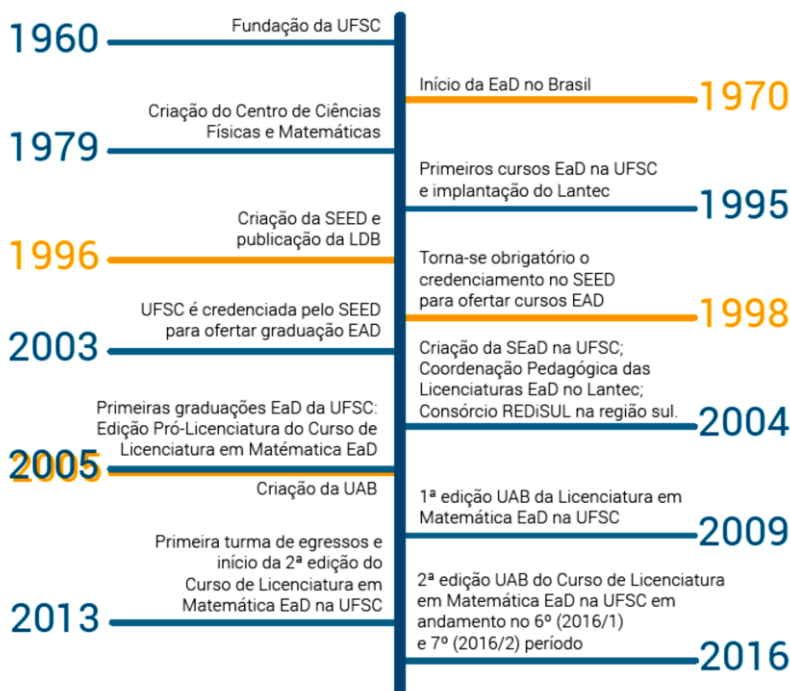 1960
Fundação da UFSC
Início da EaD no Brasil
1970
Criação do Centro de Ciências
Físicas e Matemáticas
1979
Primeiros cursos EaD na UFSC
e implantação do Lantec
1995
Criação da SEED e
publicação da LDB
1996
Torna-se obrigatório o
credenciamento no SEED
para ofertar cursos EAD
1998
UFSC é credenciada pelo SEED
para ofertar graduação EAD
2003
Criação da SEaD na UFSC;
Coordenação Pedagógica das
Licenciaturas EaD no Lantec;
Consórcio REDiSUL na região sul.
2004
Primeiras graduações EaD da UFSC:
Edição Pró-Licenciatura do Curso de
Licenciatura em Matématica EaD
2005
Criação da UAB
1ª edição UAB da Licenciatura em
Matemática EaD na UFSC
2009
Primeira turma de egressos e
início da 2ª edição do
Curso de Licenciatura em
Matemática EaD na UFSC
2013
2ª edição UAB do Curso de Licenciatura
em Matemática EaD na UFSC em
andamento no 6º (2016/1)
e 7º (2016/2) período
2016